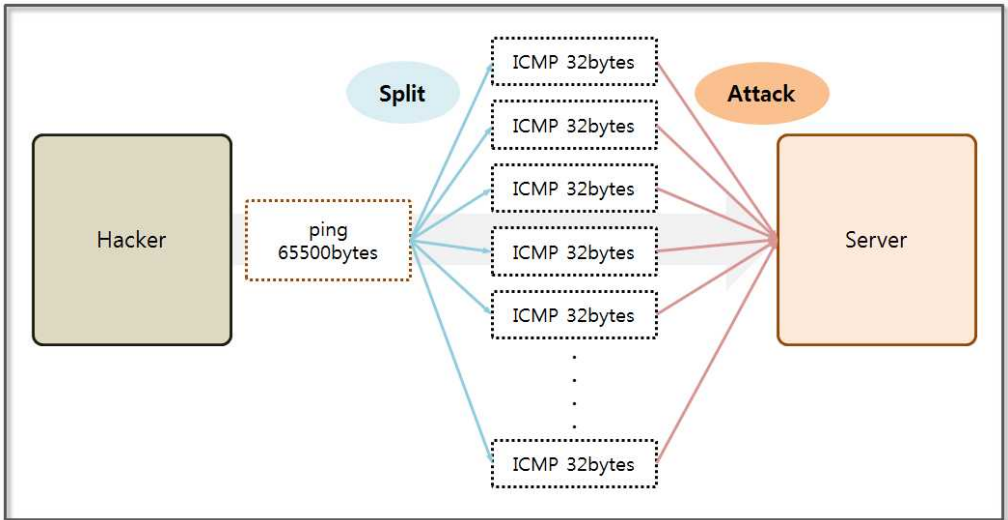 Split
Attack
Hacker
ping
65500bytes
ICMP 32bytes
ICMP 32bytes
ICMP 32bytes
ICMP 32bytes
ICMP 32bytes
ICMP 32bytes
Server